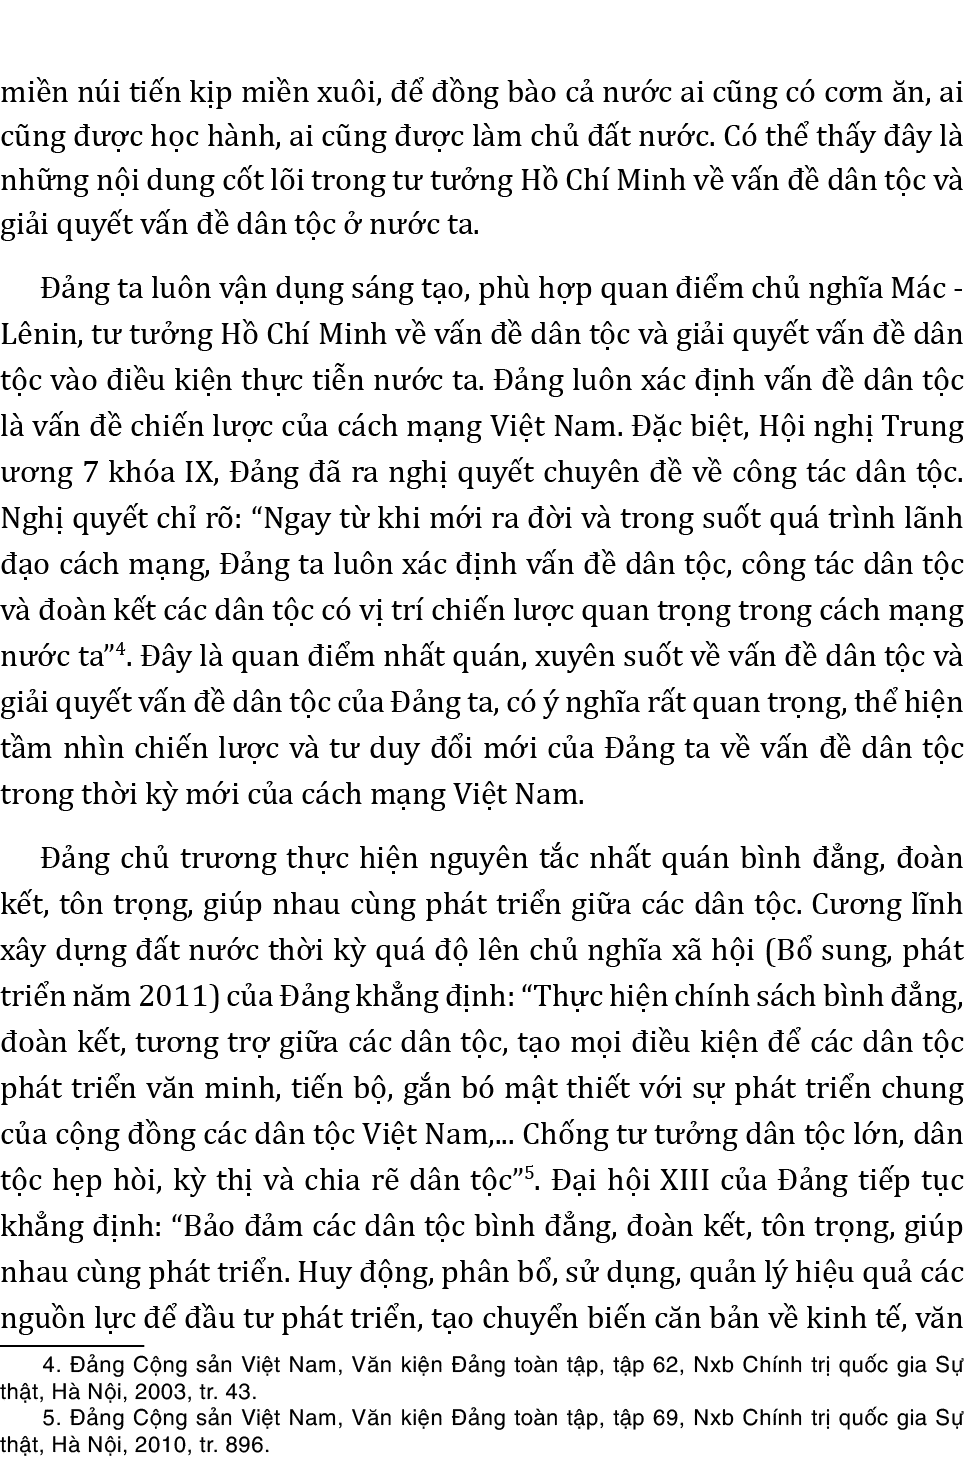 miền núi tiến kịp miền xuôi, để đồng bào cả nước ai cũng có cơm ăn, ai
cũng được học hành, ai cũng được làm chủ đất nước. Có thể thấy đây là
những nội dung cốt lõi trong tư tưởng Hồ Chí Minh về vấn đề dân tộc và
giải quyết vấn đề dân tộc ở nước ta.
Đảng ta luôn vận dụng sáng tạo, phù hợp quan điểm chủ nghĩa Mác -
Lênin, tư tưởng Hồ Chí Minh về vấn đề dân tộc và giải quyết vấn đề dân
tộc vào điều kiện thực tiễn nước ta. Đảng luôn xác định vấn đề dân tộc
là vấn đề chiến lược của cách mạng Việt Nam. Đặc biệt, Hội nghị Trung
ương 7 khóa IX, Đảng đã ra nghị quyết chuyên đề về công tác dân tộc.
Nghị quyết chỉ rõ: “Ngay từ khi mới ra đời và trong suốt quá trình lãnh
đạo cách mạng, Đảng ta luôn xác định vấn đề dân tộc, công tác dân tộc
và đoàn kết các dân tộc có vị trí chiến lược quan trọng trong cách mạng
nước ta”⁴. Đây là quan điểm nhất quán, xuyên suốt về vấn đề dân tộc và
giải quyết vấn đề dân tộc của Đảng ta, có ý nghĩa rất quan trọng, thể hiện
tầm nhìn chiến lược và tư duy đổi mới của Đảng ta về vấn đề dân tộc
trong thời kỳ mới của cách mạng Việt Nam.
Đảng chủ trương thực hiện nguyên tắc nhất quán bình đẳng, đoàn
kết, tôn trọng, giúp nhau cùng phát triển giữa các dân tộc. Cương lĩnh
xây dựng đất nước thời kỳ quá độ lên chủ nghĩa xã hội (Bổ sung, phát
triển năm 2011) của Đảng khẳng định: “Thực hiện chính sách bình đẳng,
đoàn kết, tương trợ giữa các dân tộc, tạo mọi điều kiện để các dân tộc
phát triển văn minh, tiến bộ, gắn bó mật thiết với sự phát triển chung
của cộng đồng các dân tộc Việt Nam,... Chống tư tưởng dân tộc lớn, dân
tộc hẹp hòi, kỳ thị và chia rẽ dân tộc”⁵. Đại hội XIII của Đảng tiếp tục
khẳng định: “Bảo đảm các dân tộc bình đẳng, đoàn kết, tôn trọng, giúp
nhau cùng phát triển. Huy động, phân bổ, sử dụng, quản lý hiệu quả các
nguồn lực để đầu tư phát triển, tạo chuyển biến căn bản về kinh tế, văn
4. Đảng Cộng sản Việt Nam, Văn kiện Đảng toàn tập, tập 62, Nxb Chính trị quốc gia Sự
thật, Hà Nội, 2003, tr. 43.
5. Đảng Cộng sản Việt Nam, Văn kiện Đảng toàn tập, tập 69, Nxb Chính trị quốc gia Sự
thật, Hà Nội, 2010, tr. 896.